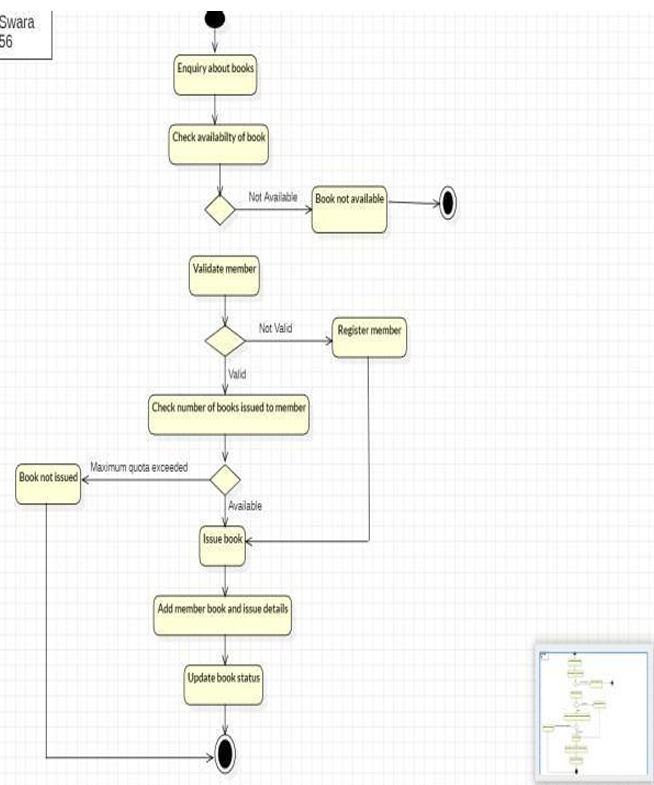 Swara
56
Enquiry about books
Check availabilty of book
Not Available
Book not available
Validate member
Not Valid
Register member
Valid
Check number of books issued to member
Maximum quota exceeded
Book not issued
Available
Issue book
Add member book and issue details
Update book status